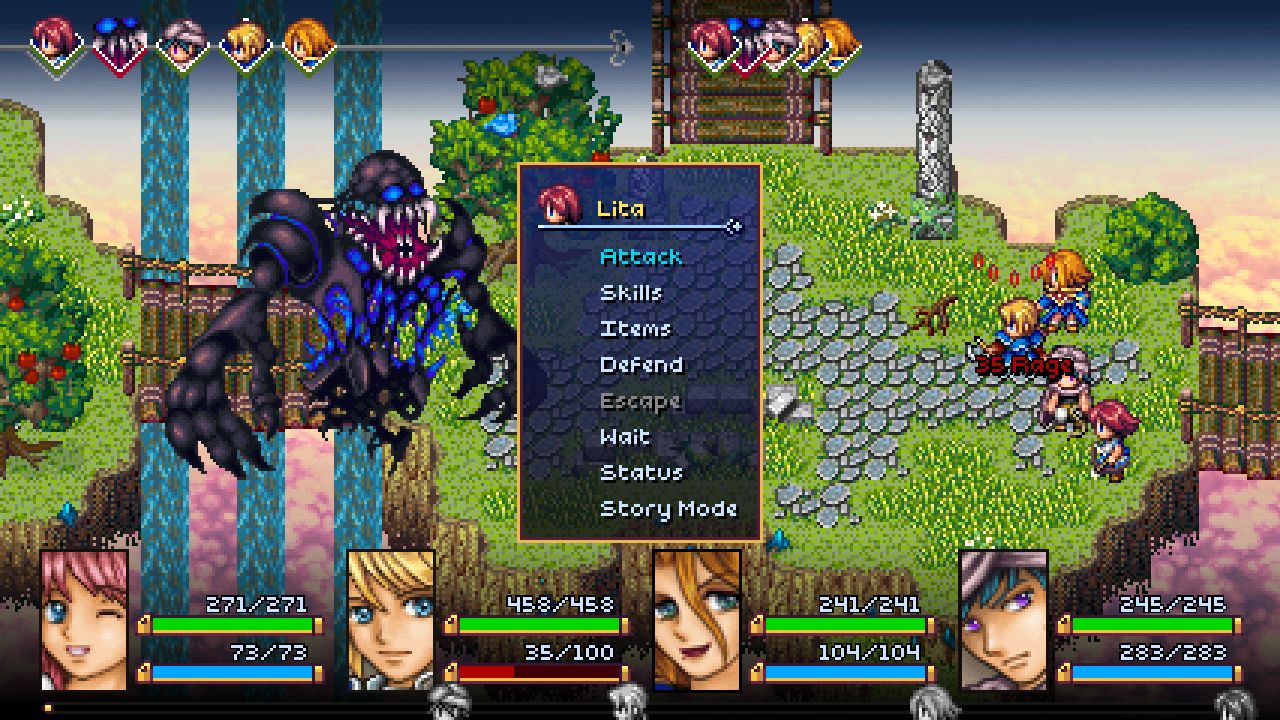 Lita
Attack
Skills
Items
Defend
35 Rage
Escape
Wait
Status
Story Mode
271/271 458/458 241/241 245/245
73/73 35/100 104/104 283/283